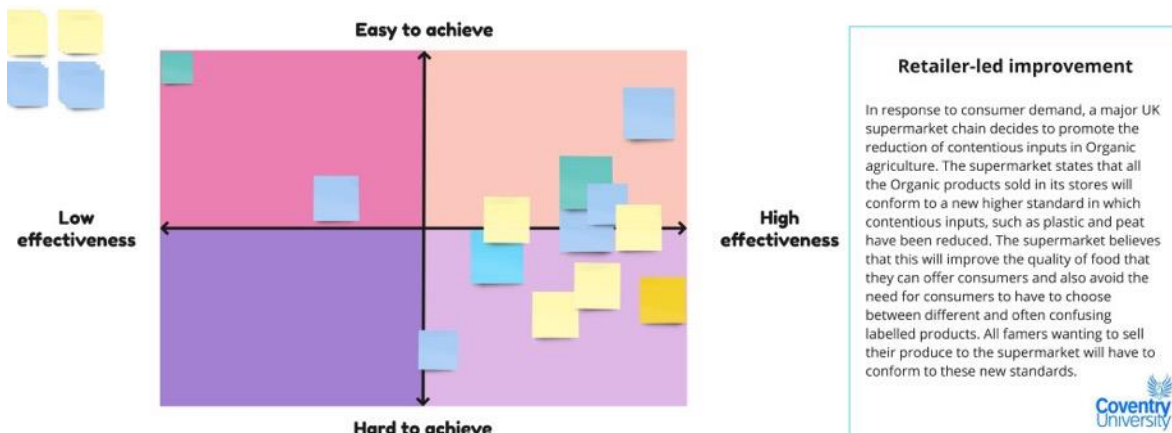 Easy to achieve
Low
effectiveness
High
effectiveness
Hard to achieve
Retailer-led improvement
In response to consumer demand, a major UK
supermarket chain decides to promote the
reduction of contentious inputs in Organic
agriculture. The supermarket states that all
the Organic products sold in its stores will
conform to a new higher standard in which
contentious inputs, such as plastic and peat
have been reduced. The supermarket believes
that this will improve the quality of food that
they can offer consumers and also avoid the
need for consumers to have to choose
between different and often confusing
labelled products. All famers wanting to sell
their produce to the supermarket will have to
conform to these new standards.
Coventry
University